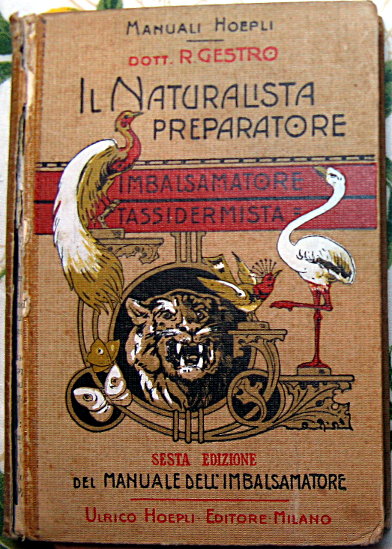 MANUALI HOEPLI
DOTT. R. GESTRO
IL NATURALISTA
PREPARATORE
IMBALSAMATORE
TASSIDERMISTA
SESTA EDIZIONE
DEL MANUALE DELL'IMBALSAMATORE
ULRICO HOEPLI - EDITORE - MILANO